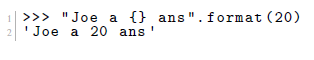 1 >>> "Joe a {} ans".format(20)
2 'Joe a 20 ans'